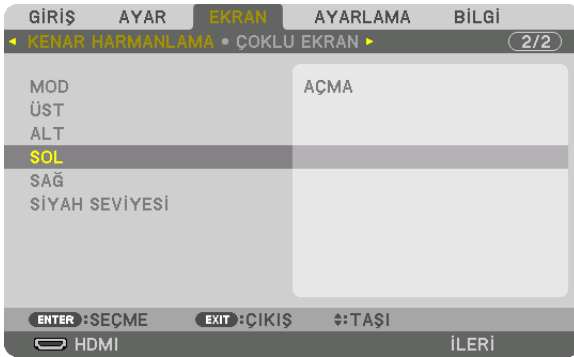 GİRİŞ AYAR EKRAN AYARLAMA BİLGİ
KENAR HARMANLAMA • ÇOKLU EKRAN 2/2
MOD AÇMA
ÜST
ALT
SOL
SAĞ
SİYAH SEVİYESİ
ENTER :SEÇME EXIT :ÇIKIŞ :TAŞI
HDMI İLERİ